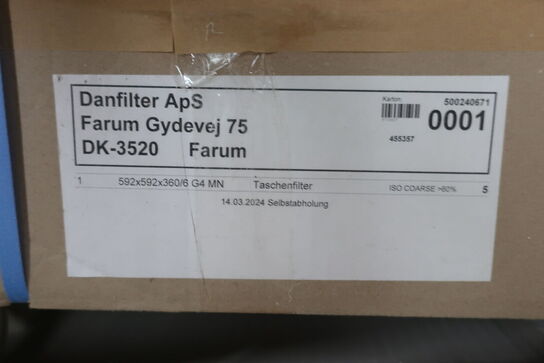 Danfilter ApS
Farum Gydevej 75
DK-3520 Farum
Karton:
500240671
0001
455357
1 592x592x360/6 G4 MN Taschenfilter ISO COARSE >60% 5
14.03.2024 Selbstabholung